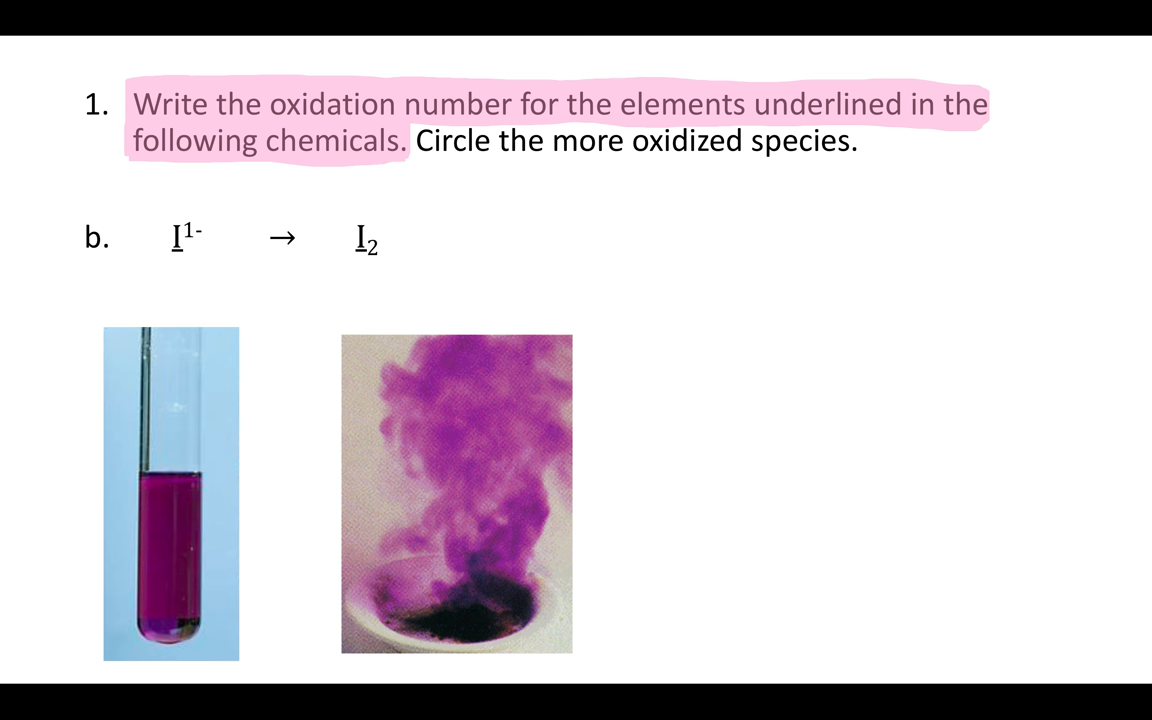 1. Write the oxidation number for the elements underlined in the
following chemicals. Circle the more oxidized species.
b. I¹⁻ → I₂